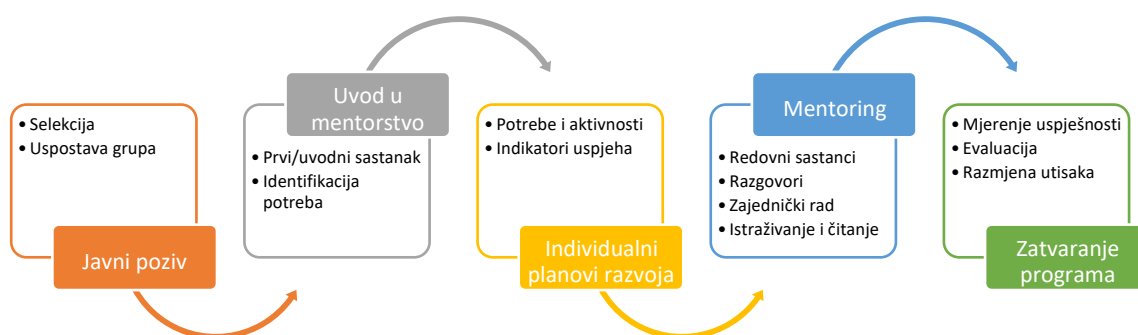 • Selekcija
• Uspostava grupa
Javni poziv
Uvod u
mentorstvo
• Prvi/uvodni sastanak
• Identifikacija
potreba
• Potrebe i aktivnosti
• Indikatori uspjeha
Individualni
planovi razvoja
Mentoring
• Redovni sastanci
• Razgovori
• Zajednički rad
• Istraživanje i čitanje
• Mjerenje uspješnosti
• Evaluacija
• Razmjena utisaka
Zatvaranje
programa